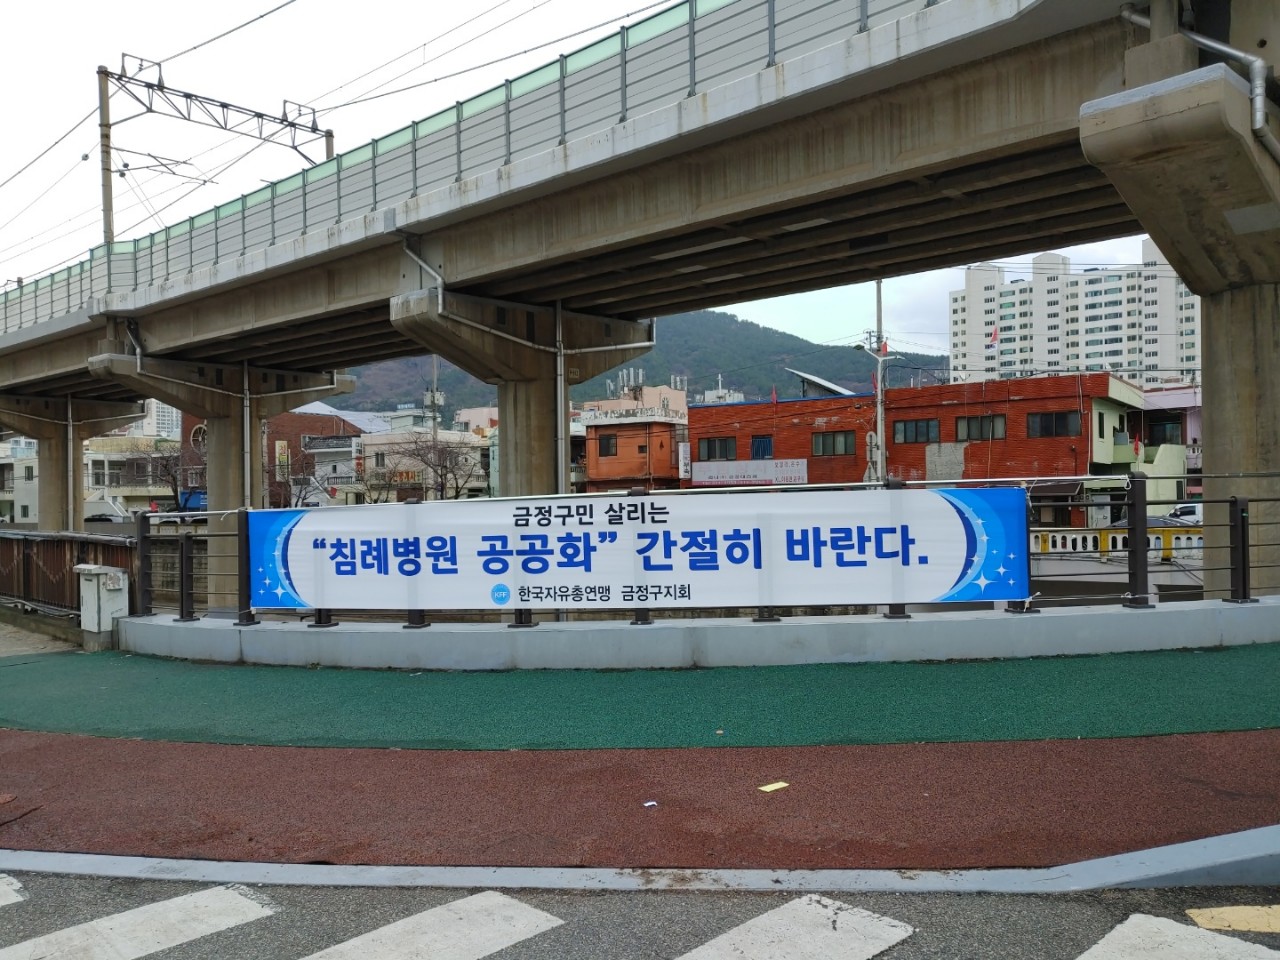 금정구민 살리는
“침례병원 공공화” 간절히 바란다.
KFF 한국자유총연맹 금정구지회